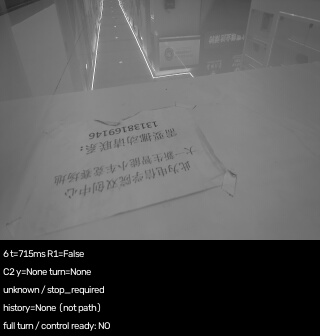 此为电信学院双创中心
大一新生智能小车竞赛场地
需要挪动请联系：
13138169146
6 t=715ms R1=False
C2 y=None turn=None
unknown / stop_required
history=None (not path)
full turn / control ready: NO